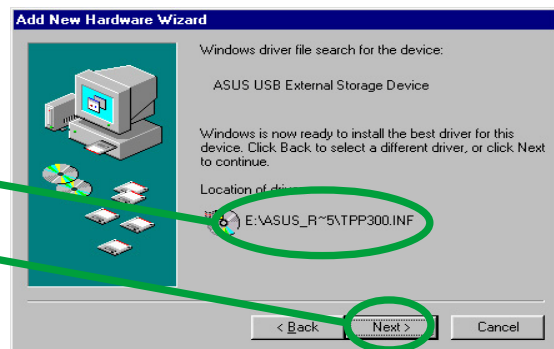 Add New Hardware Wizard
Windows driver file search for the device:
ASUS USB External Storage Device
Windows is now ready to install the best driver for this
device. Click Back to select a different driver, or click Next
to continue.
Location of
E:\ASUS_R~5\TPP300.INF
< Back
Next >
Cancel